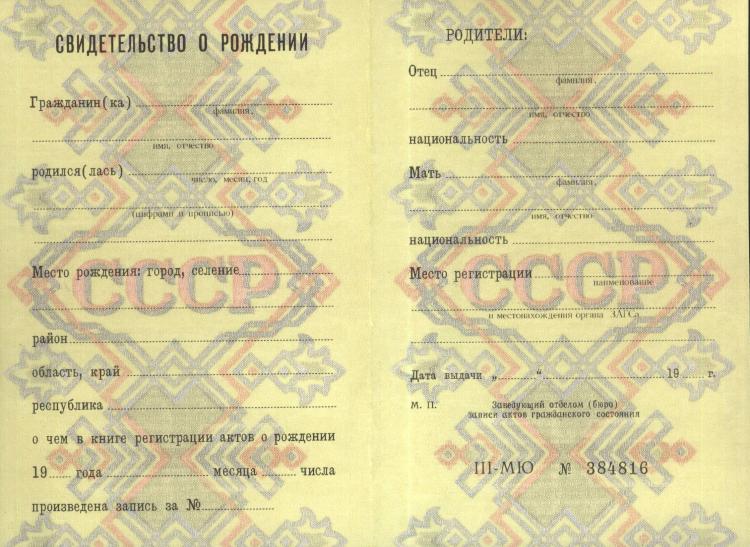 СВИДЕТЕЛЬСТВО О РОЖДЕНИИ
Гражданин(ка)
фамилия,
имя, отчество
родился(лась)
число, месяц, год
(цифрами и прописью)
Место рождения: город, селение
СССР
район
область, край
республика
о чем в книге регистрации актов о рождении
19 года месяца числа
произведена запись за №
РОДИТЕЛИ:
Отец
фамилия,
имя, отчество
национальность
Мать
фамилия,
имя, отчество
национальность
Место регистрации
наименование
СССР
и местонахождения органа ЗАГСа
Дата выдачи „ “ 19 г.
М. П. Заведующий отделом (бюро)
записи актов гражданского состояния
III-МЮ № 384816